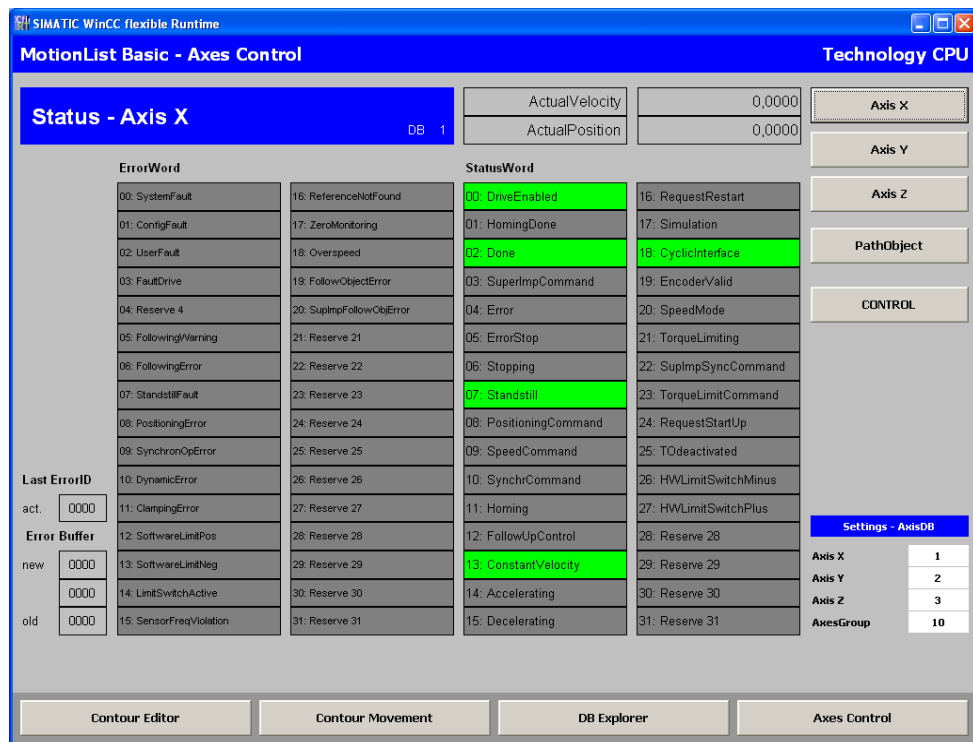 SIMATIC WinCC flexible Runtime
MotionList Basic - Axes Control
Technology CPU
Status - Axis X
DB 1
ActualVelocity 0,0000
ActualPosition 0,0000
Axis X
Axis Y
Axis Z
PathObject
CONTROL
ErrorWord
00: SystemFault
01: ConfigFault
02: UserFault
03: FaultDrive
04: Reserve 4
05: FollowingWarning
06: FollowingError
07: StandstillFault
08: PositioningError
09: SynchronOpError
10: DynamicError
11: ClampingError
12: SoftwareLimitPos
13: SoftwareLimitNeg
14: LimitSwitchActive
15: SensorFreqViolation
16: ReferenceNotFound
17: ZeroMonitoring
18: Overspeed
19: FollowObjectError
20: SupImpFollowObjError
21: Reserve 21
22: Reserve 22
23: Reserve 23
24: Reserve 24
25: Reserve 25
26: Reserve 26
27: Reserve 27
28: Reserve 28
29: Reserve 29
30: Reserve 30
31: Reserve 31
StatusWord
00: DriveEnabled
01: HomingDone
02: Done
03: SuperImpCommand
04: Error
05: ErrorStop
06: Stopping
07: Standstill
08: PositioningCommand
09: SpeedCommand
10: SynchrCommand
11: Homing
12: FollowUpControl
13: ConstantVelocity
14: Accelerating
15: Decelerating
16: RequestRestart
17: Simulation
18: CyclicInterface
19: EncoderValid
20: SpeedMode
21: TorqueLimiting
22: SupImpSyncCommand
23: TorqueLimitCommand
24: RequestStartUp
25: TOdeactivated
26: HWLimitSwitchMinus
27: HWLimitSwitchPlus
28: Reserve 28
29: Reserve 29
30: Reserve 30
31: Reserve 31
Last ErrorID
act. 0000
Error Buffer
new 0000
0000
old 0000
Settings - AxisDB
Axis X 1
Axis Y 2
Axis Z 3
AxesGroup 10
Contour Editor
Contour Movement
DB Explorer
Axes Control